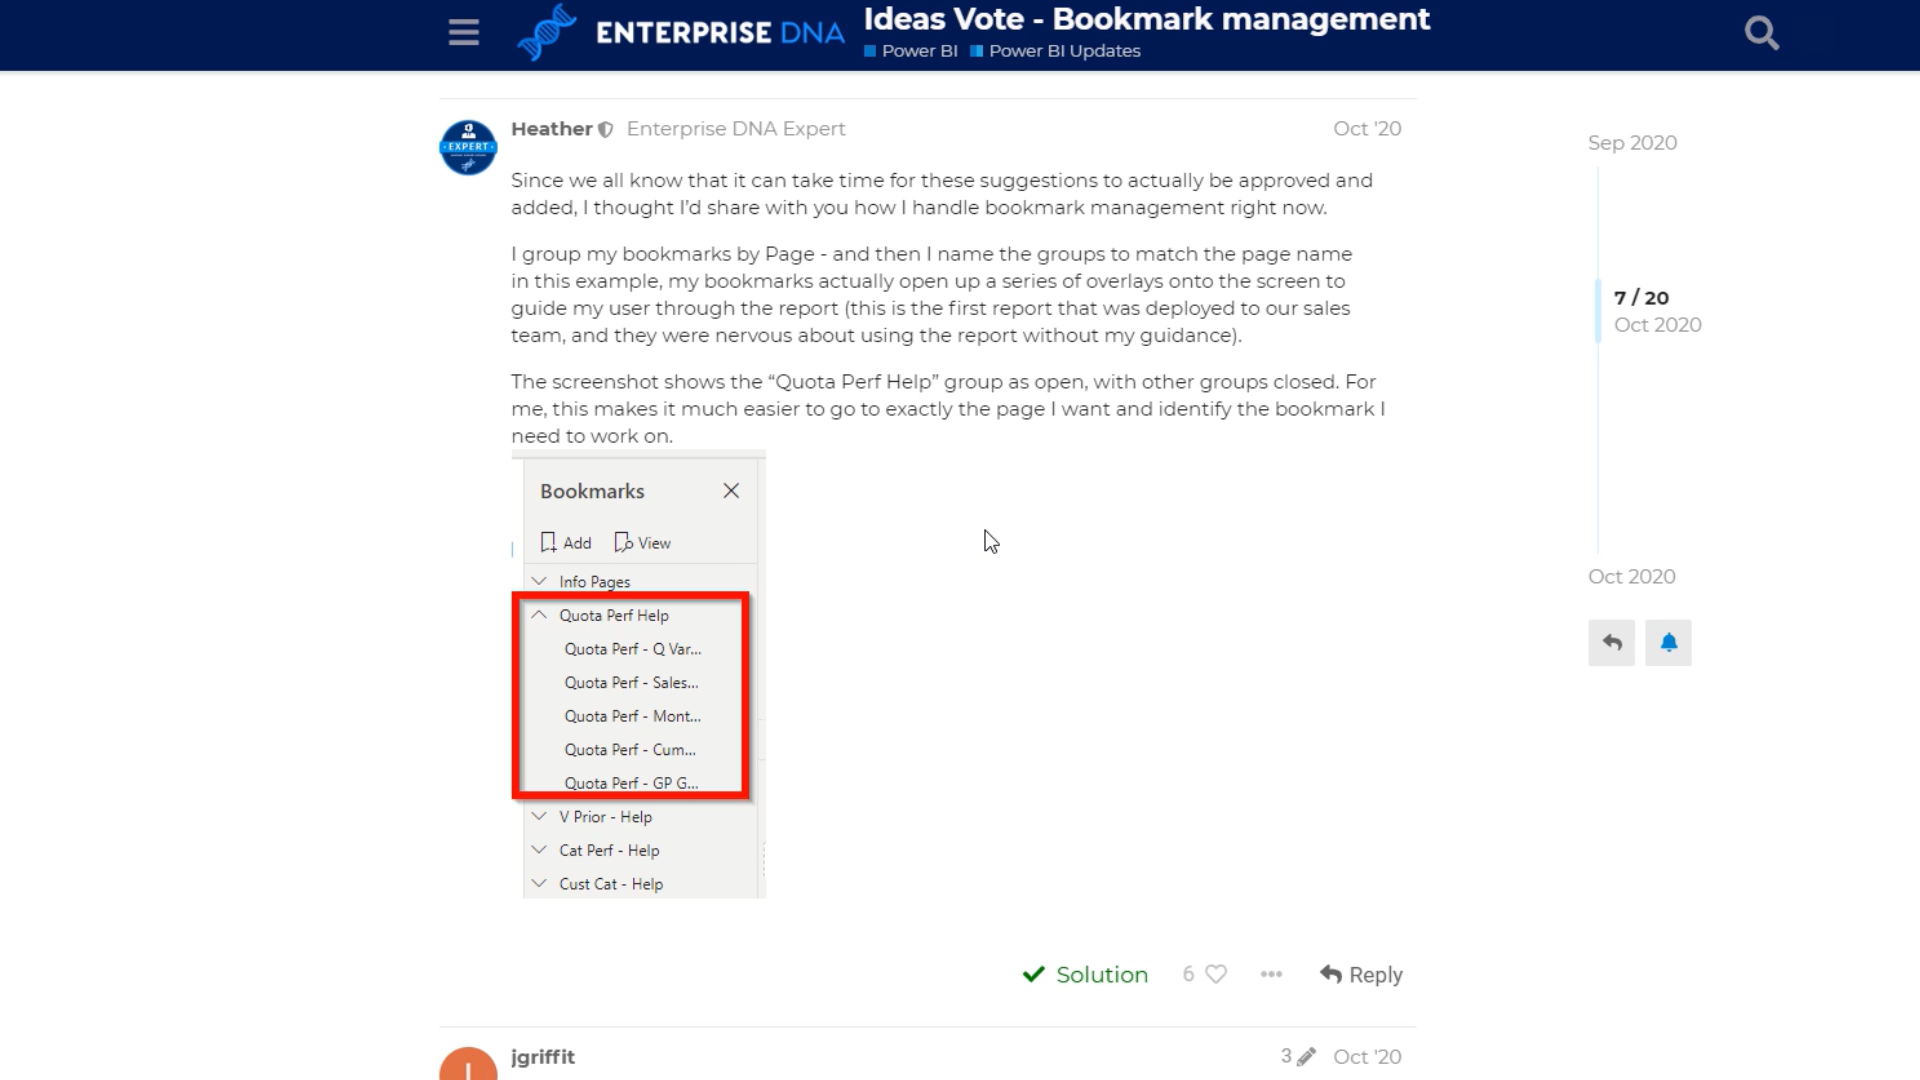 ENTERPRISE DNA
Ideas Vote - Bookmark management
Power BI Power BI Updates
Heather Enterprise DNA Expert Oct '20
EXPERT
Since we all know that it can take time for these suggestions to actually be approved and
added, I thought I’d share with you how I handle bookmark management right now.
I group my bookmarks by Page - and then I name the groups to match the page name
in this example, my bookmarks actually open up a series of overlays onto the screen to
guide my user through the report (this is the first report that was deployed to our sales
team, and they were nervous about using the report without my guidance).
The screenshot shows the “Quota Perf Help” group as open, with other groups closed. For
me, this makes it much easier to go to exactly the page I want and identify the bookmark I
need to work on.
Bookmarks
Add View
Info Pages
Quota Perf Help
Quota Perf - Q Var...
Quota Perf - Sales...
Quota Perf - Mont...
Quota Perf - Cum...
Quota Perf - GP G...
V Prior - Help
Cat Perf - Help
Cust Cat - Help
Solution 6 ... Reply
jgriffit 3 Oct '20
Sep 2020
7 / 20
Oct 2020
Oct 2020